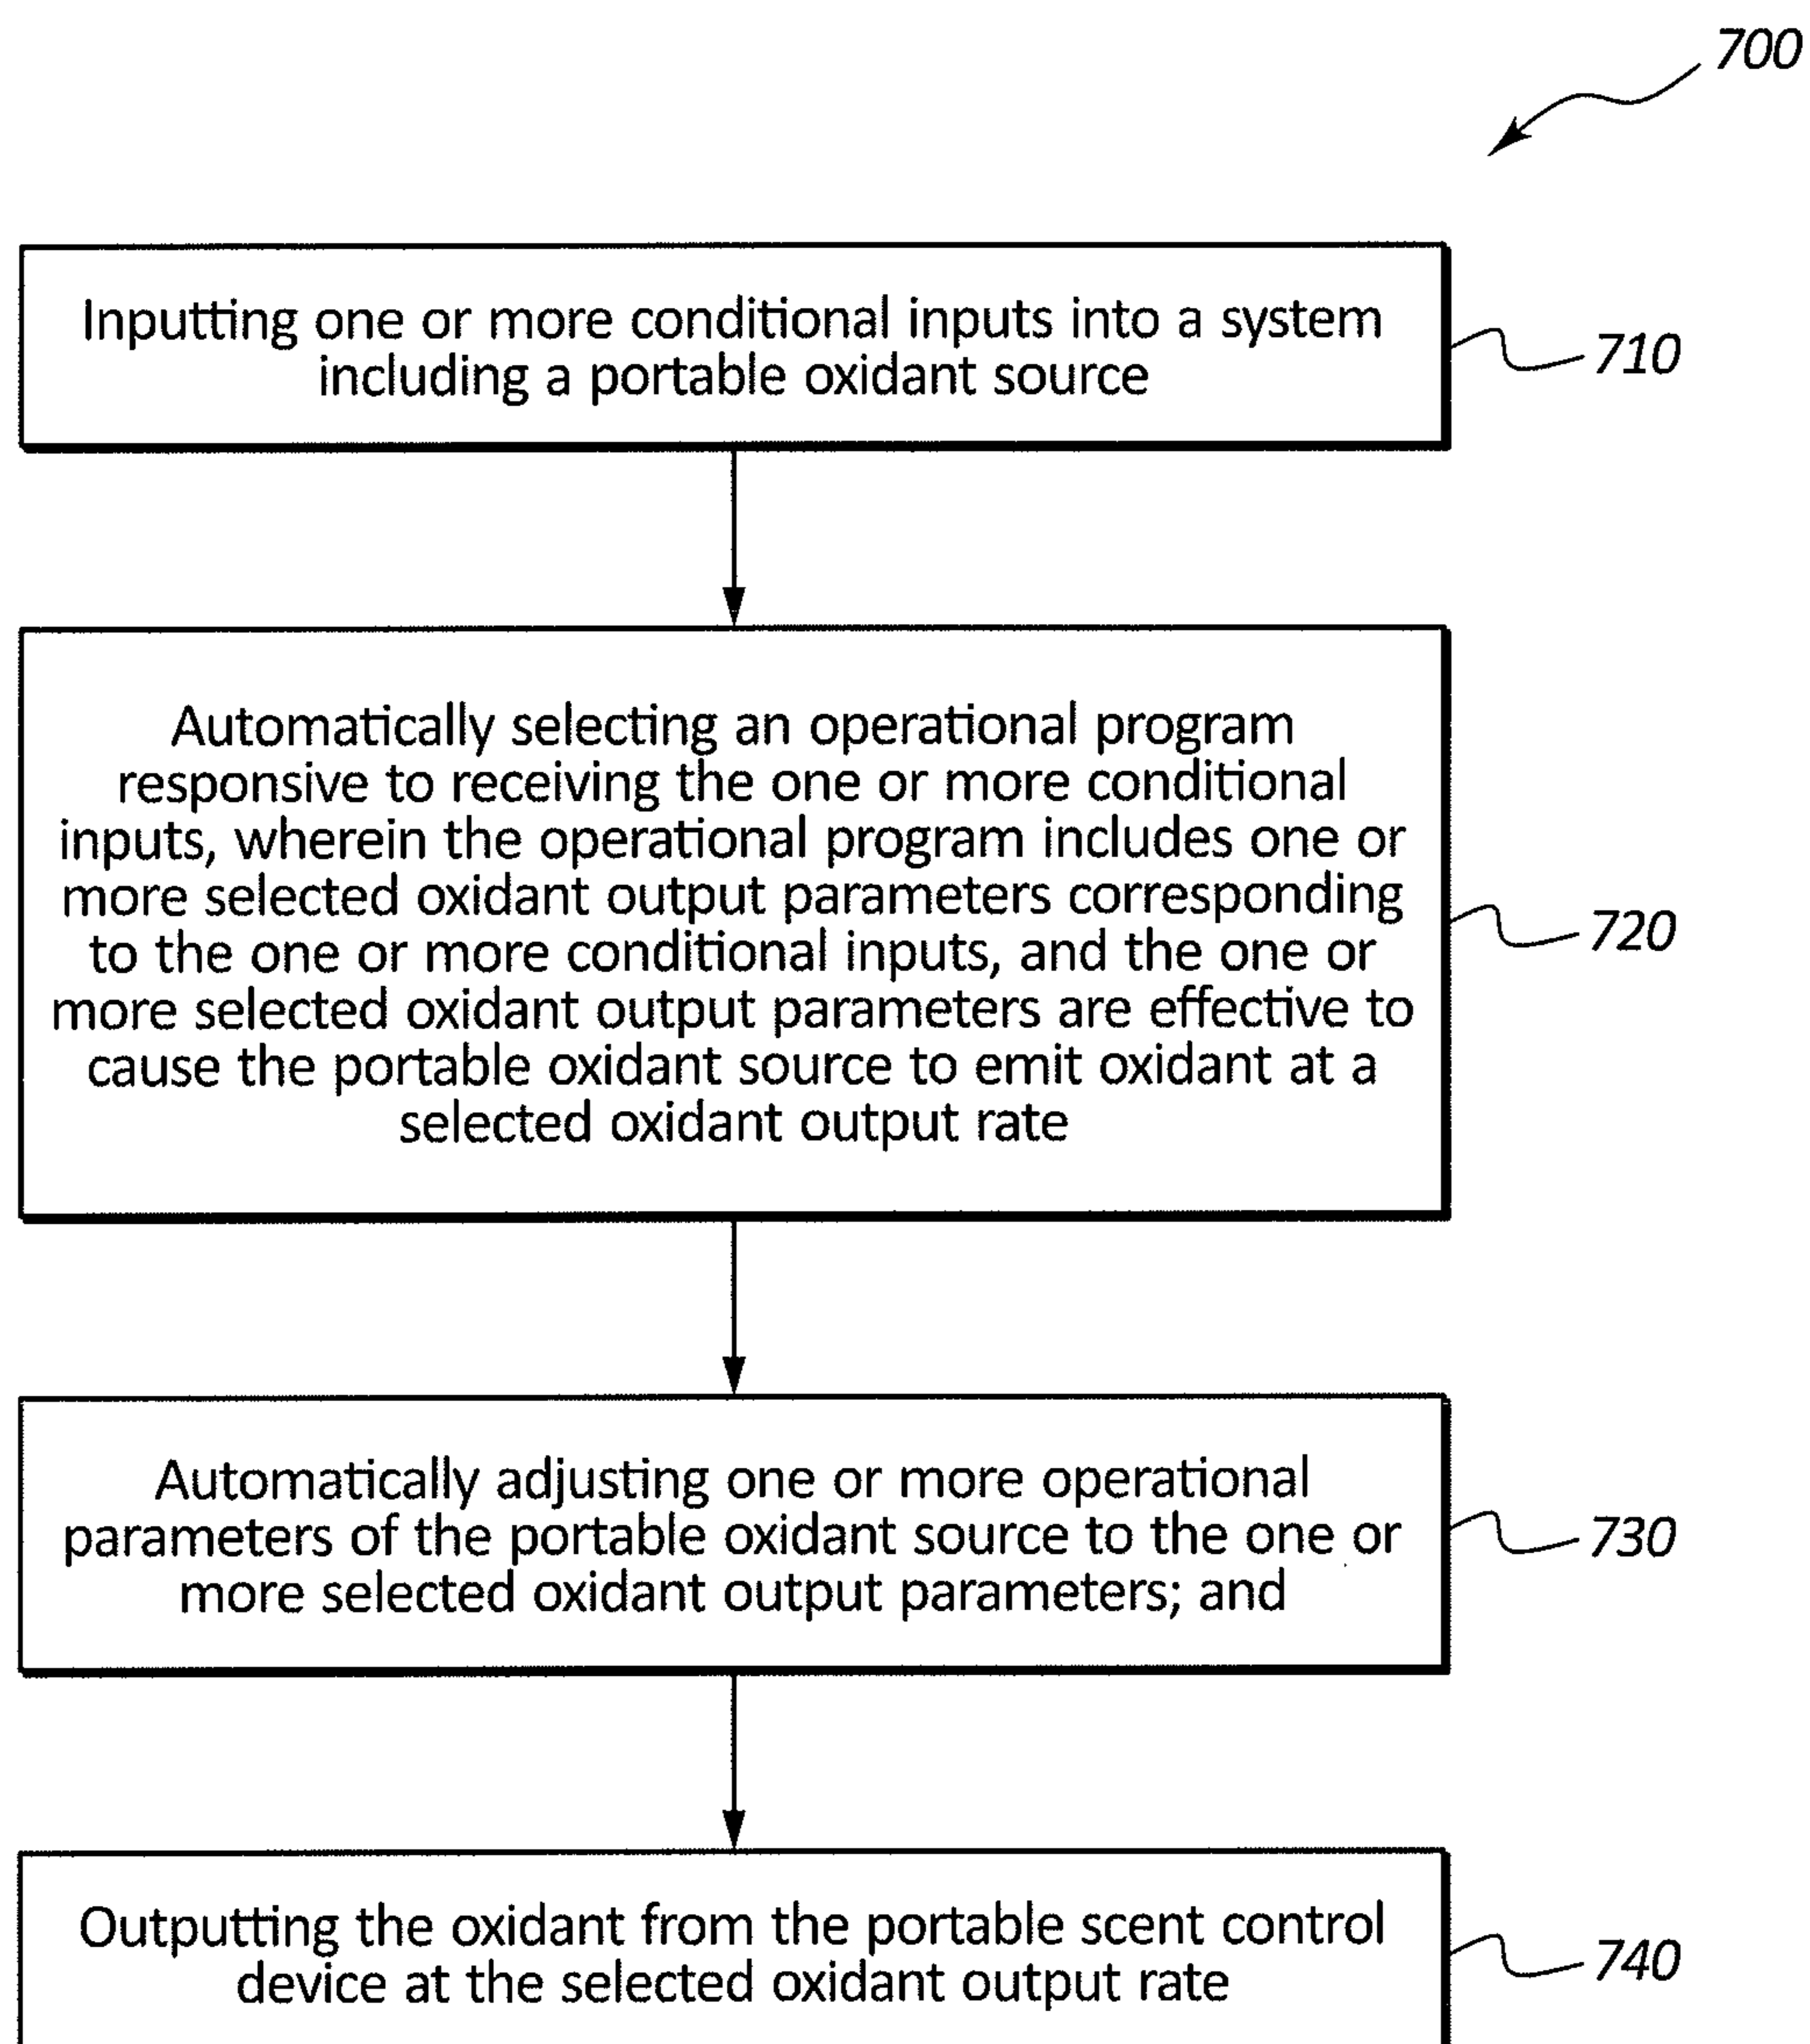 700
Inputting one or more conditional inputs into a system
including a portable oxidant source
710
Automatically selecting an operational program
responsive to receiving the one or more conditional
inputs, wherein the operational program includes one or
more selected oxidant output parameters corresponding
to the one or more conditional inputs, and the one or
more selected oxidant output parameters are effective to
cause the portable oxidant source to emit oxidant at a
selected oxidant output rate
720
Automatically adjusting one or more operational
parameters of the portable oxidant source to the one or
more selected oxidant output parameters; and
730
Outputting the oxidant from the portable scent control
device at the selected oxidant output rate
740